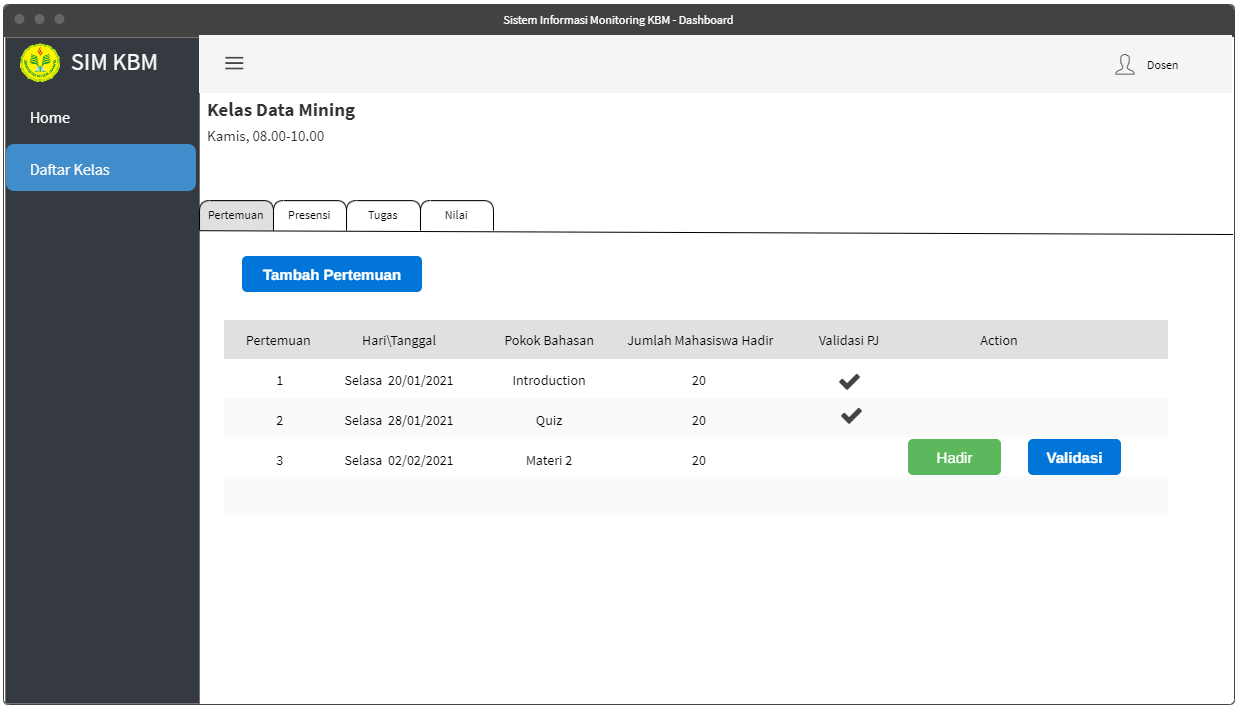 Sistem Informasi Monitoring KBM - Dashboard
SIM KBM
Dosen
Home
Daftar Kelas
Kelas Data Mining
Kamis, 08.00-10.00
Pertemuan Presensi Tugas Nilai
Tambah Pertemuan
Pertemuan Hari\Tanggal Pokok Bahasan Jumlah Mahasiswa Hadir Validasi PJ Action
1 Selasa 20/01/2021 Introduction 20
2 Selasa 28/01/2021 Quiz 20
3 Selasa 02/02/2021 Materi 2 20 Hadir Validasi